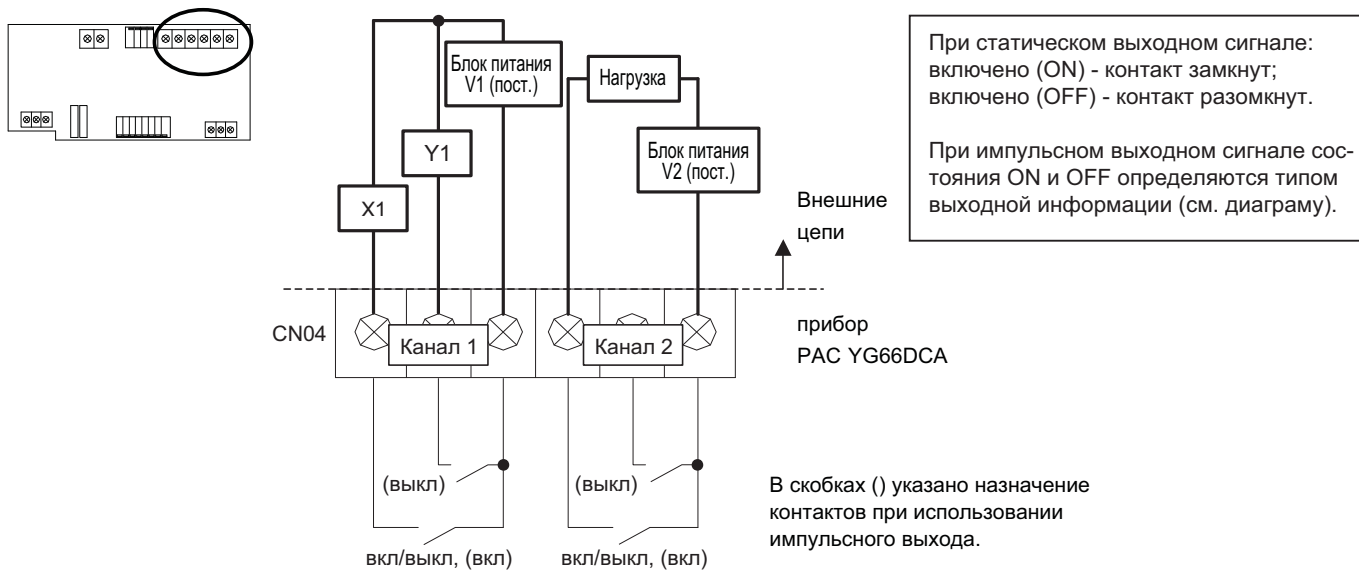 Блок питания
V1 (пост.)
Нагрузка
Y1
Блок питания
V2 (пост.)
X1
Внешние
цепи
При статическом выходном сигнале:
включено (ON) - контакт замкнут;
включено (OFF) - контакт разомкнут.
При импульсном выходном сигнале сос-
тояния ON и OFF определяются типом
выходной информации (см. диаграму).
CN04
Канал 1
Канал 2
прибор
PAC YG66DCA
(выкл)
(выкл)
вкл/выкл, (вкл)
вкл/выкл, (вкл)
В скобках () указано назначение
контактов при использовании
импульсного выхода.